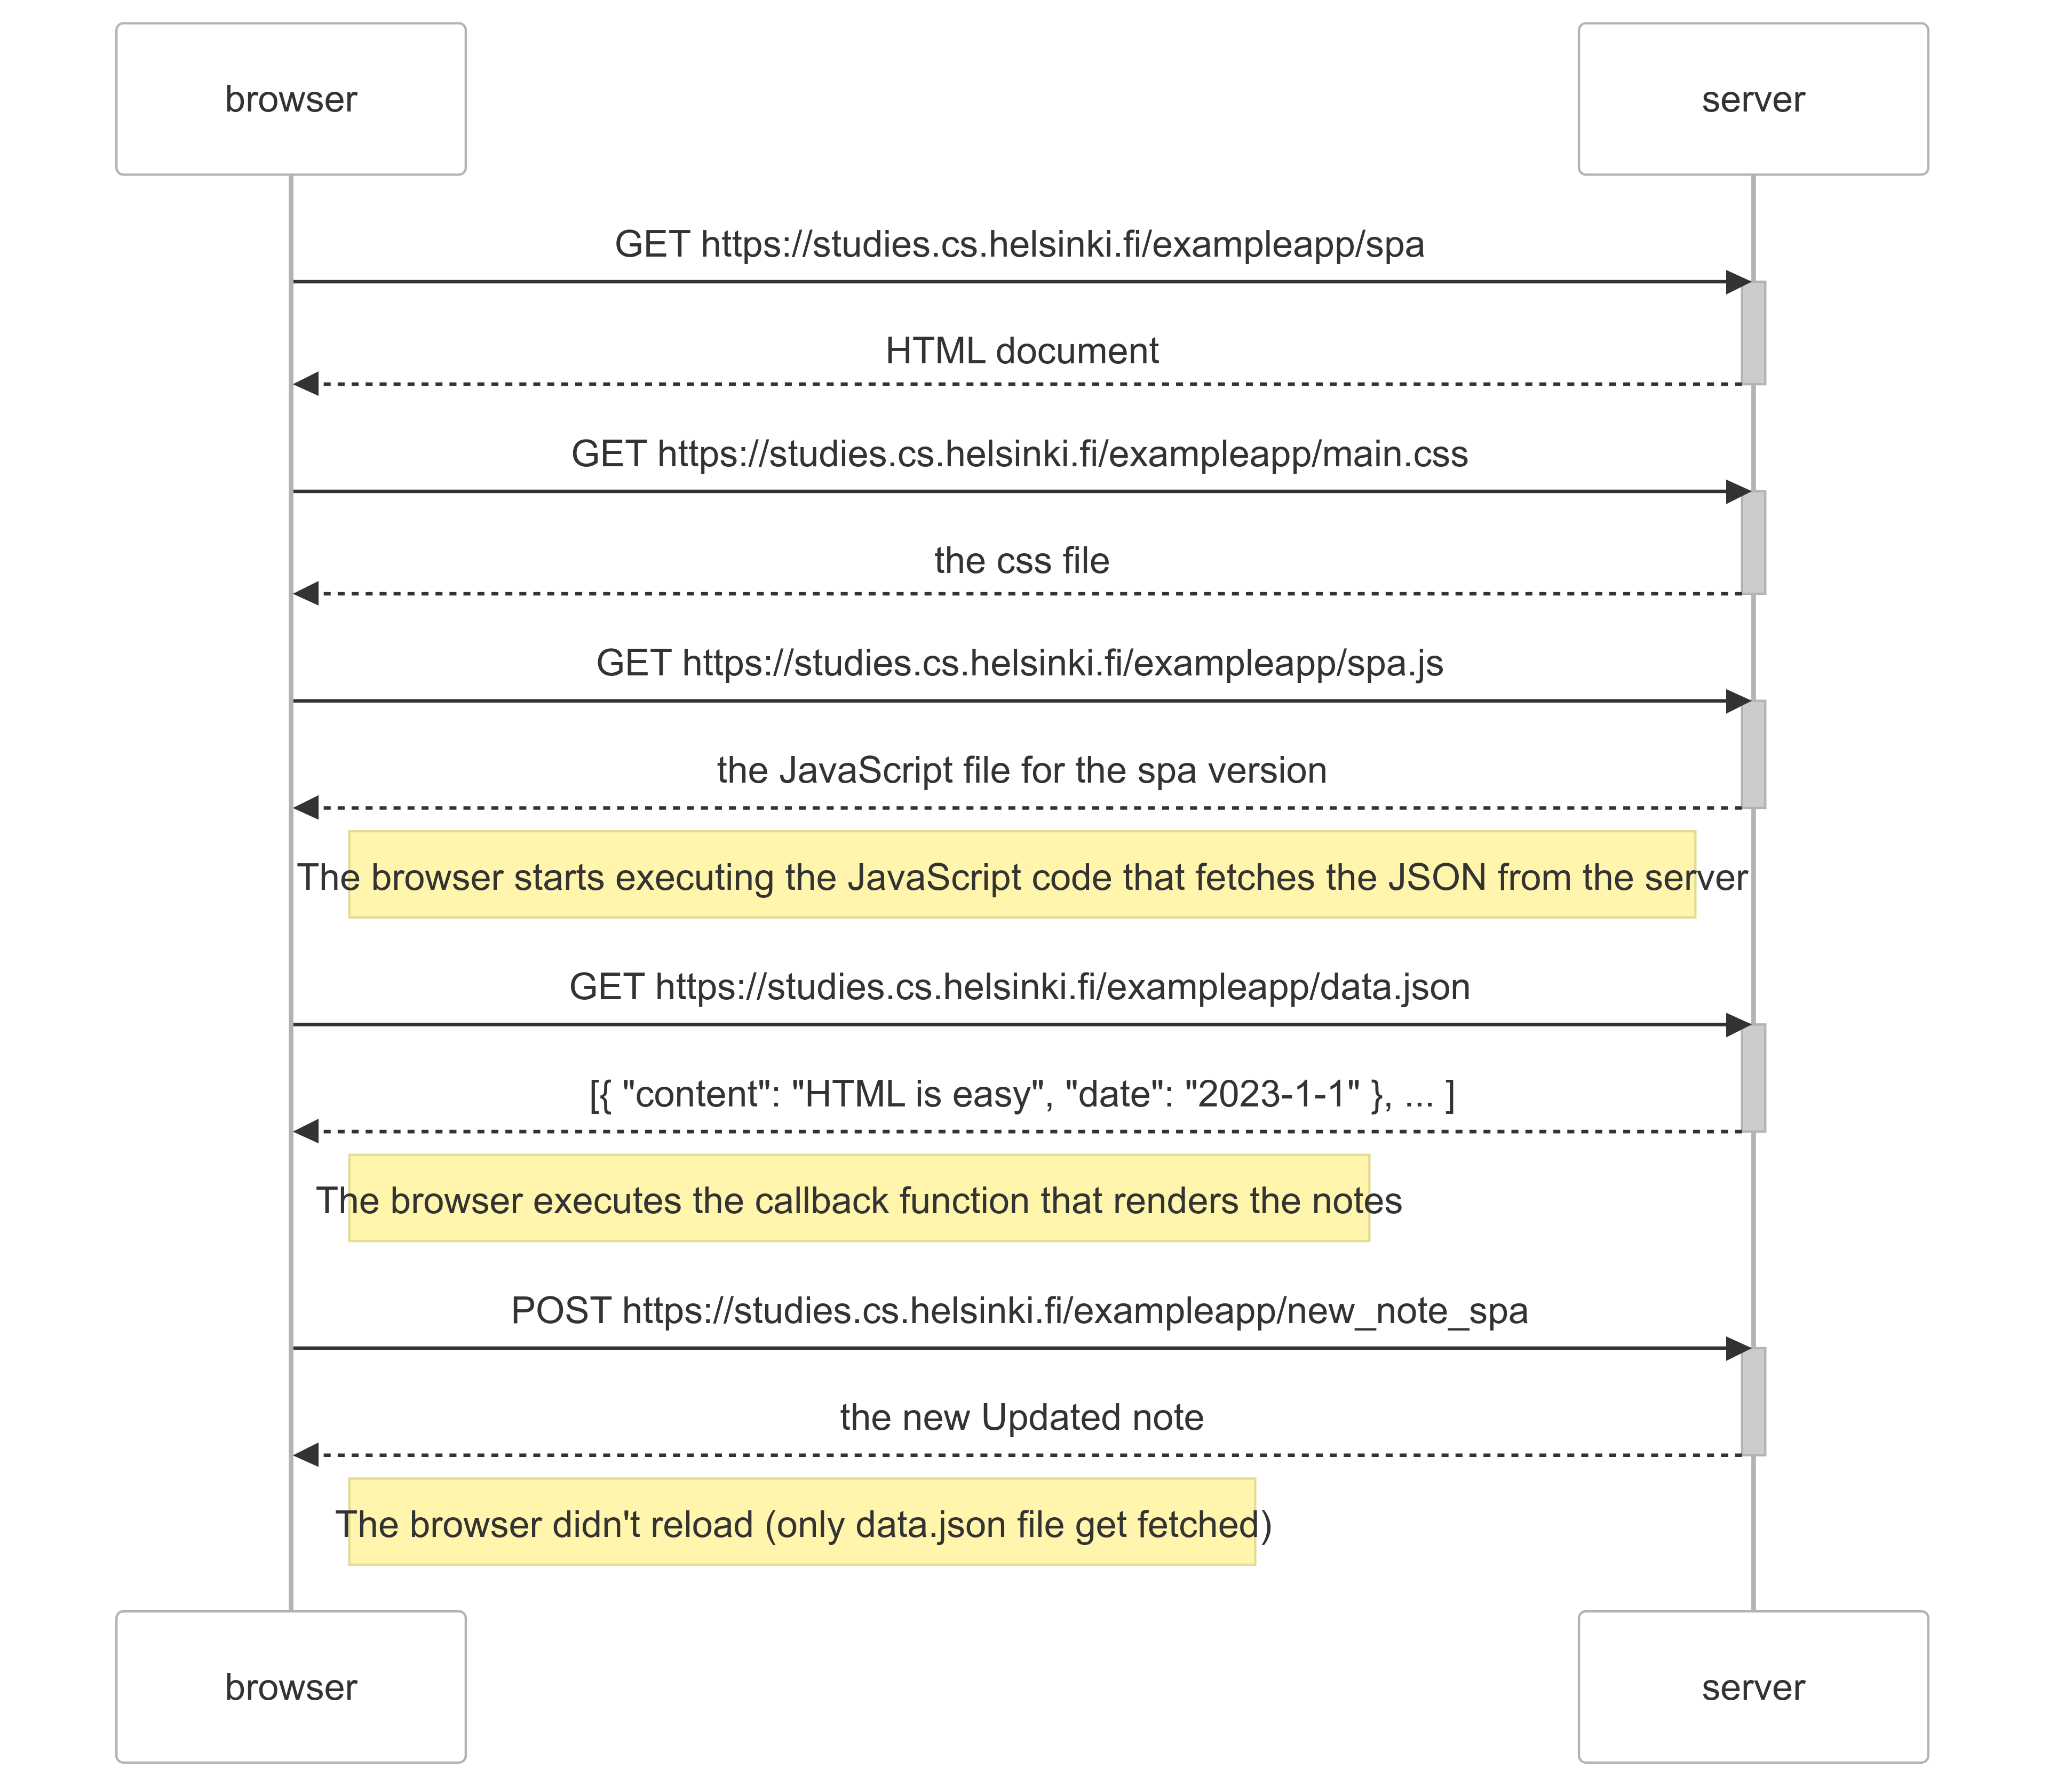 browser
server
GET https://studies.cs.helsinki.fi/exampleapp/spa
HTML document
GET https://studies.cs.helsinki.fi/exampleapp/main.css
the css file
GET https://studies.cs.helsinki.fi/exampleapp/spa.js
the JavaScript file for the spa version
The browser starts executing the JavaScript code that fetches the JSON from the server
GET https://studies.cs.helsinki.fi/exampleapp/data.json
[{ "content": "HTML is easy", "date": "2023-1-1" }, ... ]
The browser executes the callback function that renders the notes
POST https://studies.cs.helsinki.fi/exampleapp/new_note_spa
the new Updated note
The browser didn't reload (only data.json file get fetched)
browser
server